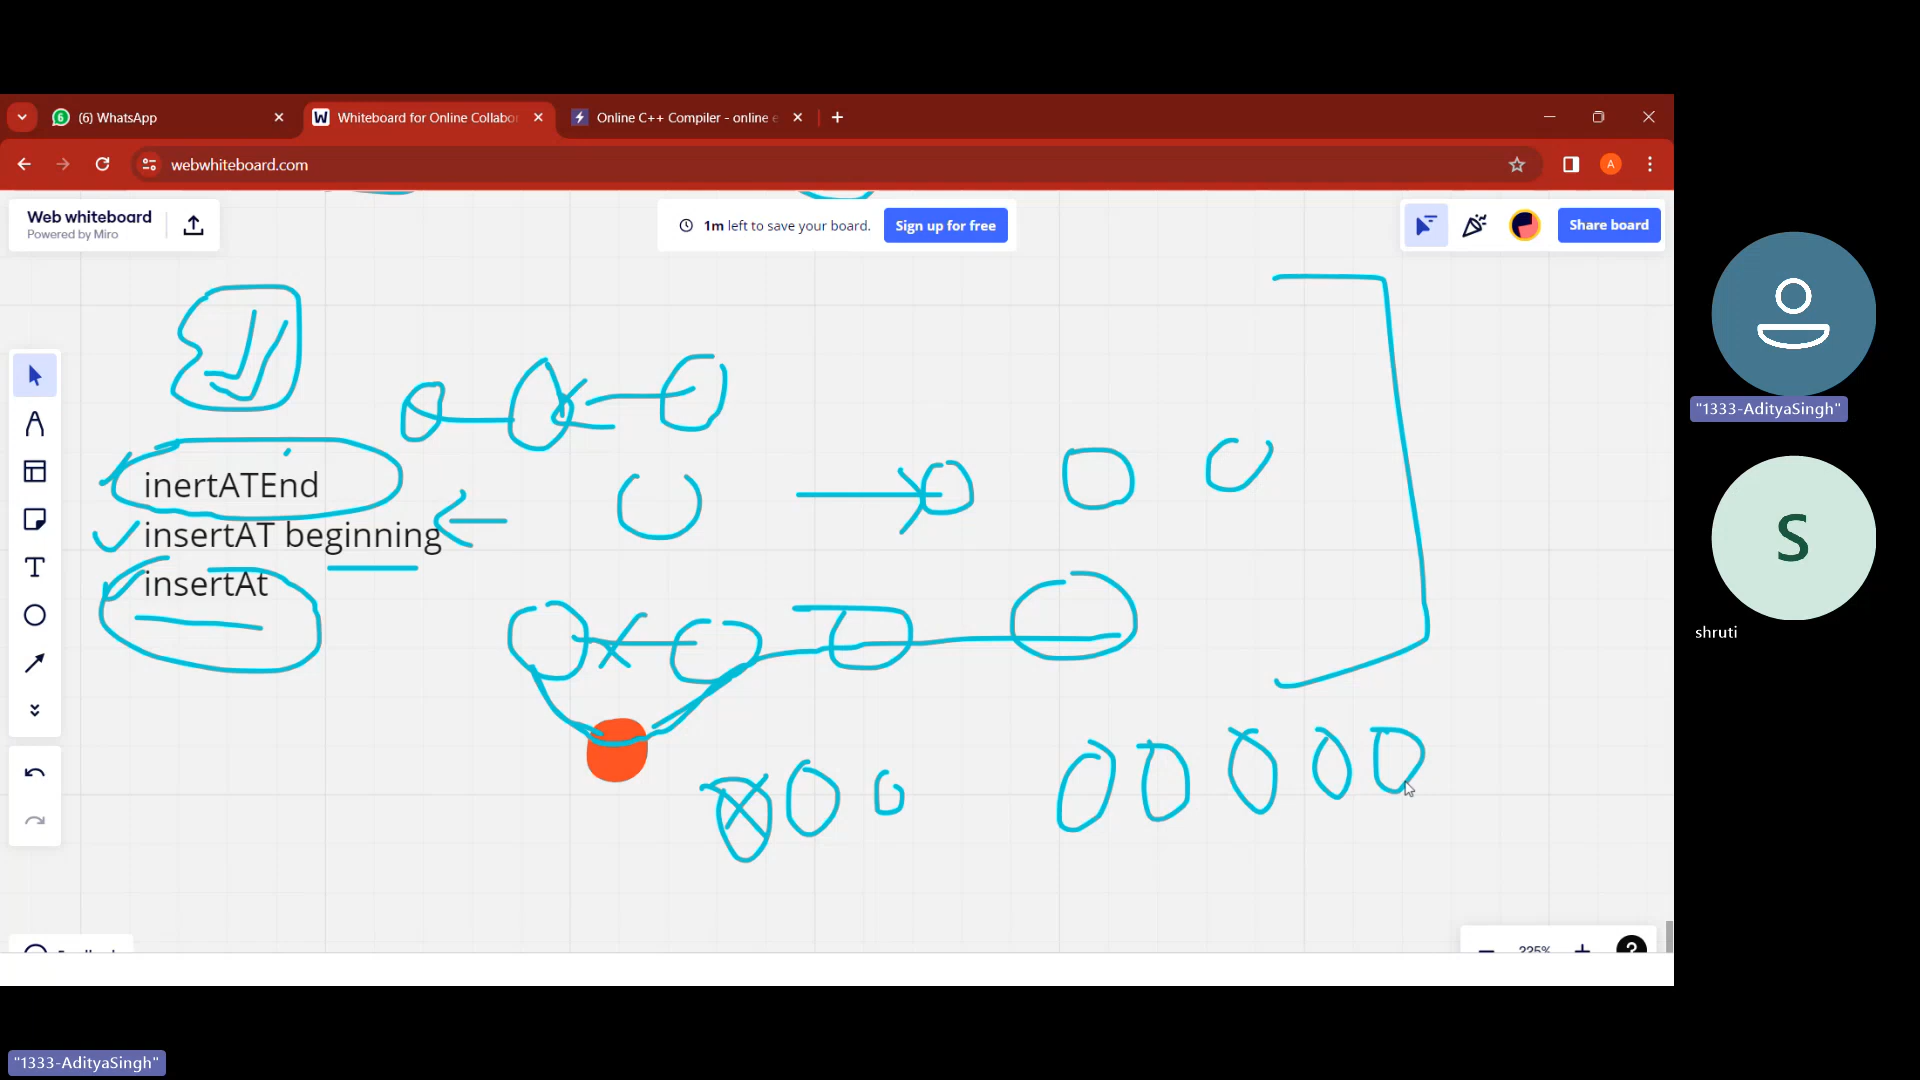 (6) WhatsApp
Whiteboard for Online Collabor
Online C++ Compiler - online e
webwhiteboard.com
A
Web whiteboard
Powered by Miro
1m left to save your board.
Sign up for free
Share board
inertATEnd
insertAT beginning
insertAt
225%
"1333-AdityaSingh"
S
shruti
"1333-AdityaSingh"